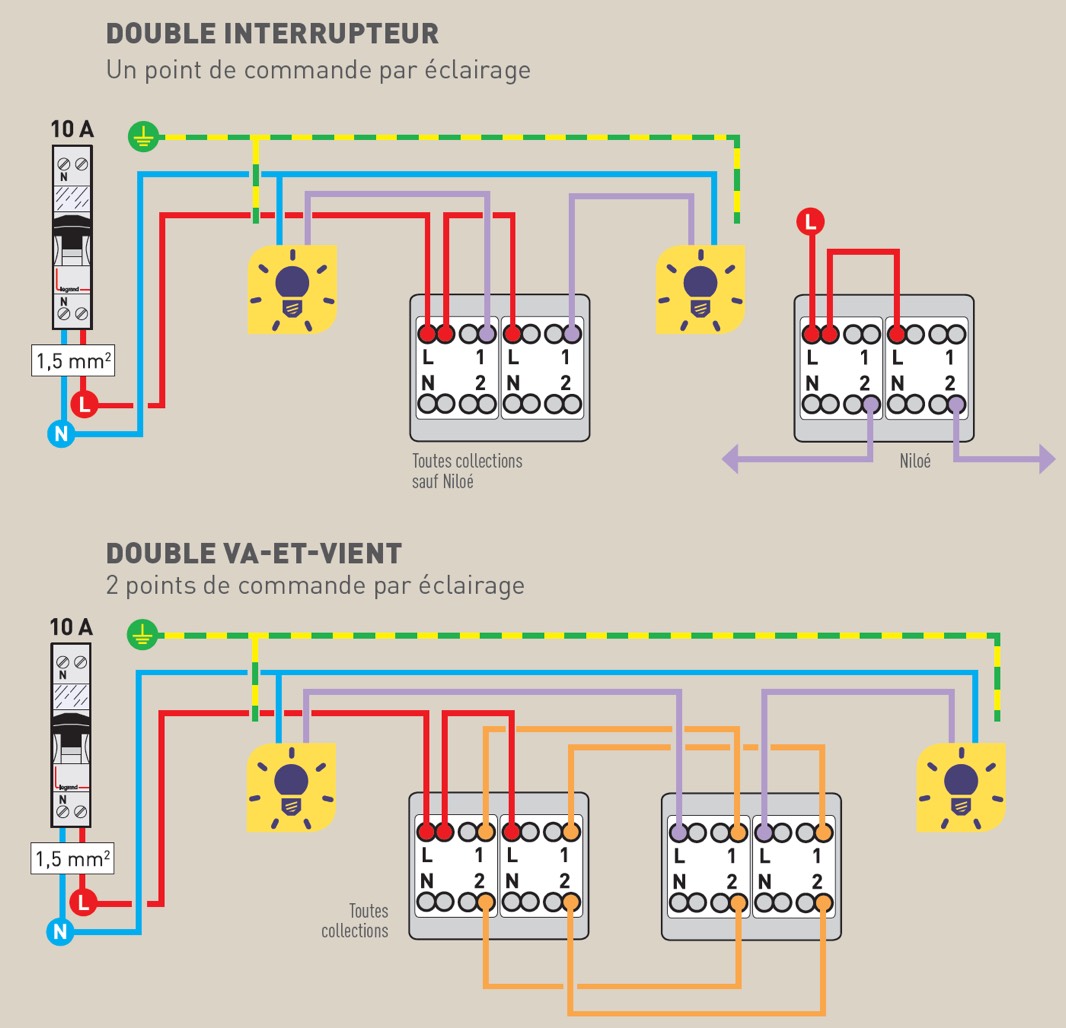 DOUBLE INTERRUPTEUR
Un point de commande par éclairage
10 A
N
legrand
N
1,5 mm²
L
N
L 1 L 1
N 2 N 2
Toutes collections
sauf Niloé
L
L 1 L 1
N 2 N 2
Niloé
DOUBLE VA-ET-VIENT
2 points de commande par éclairage
10 A
N
legrand
N
1,5 mm²
L
N
L 1 L 1
N 2 N 2
Toutes
collections
L 1 L 1
N 2 N 2